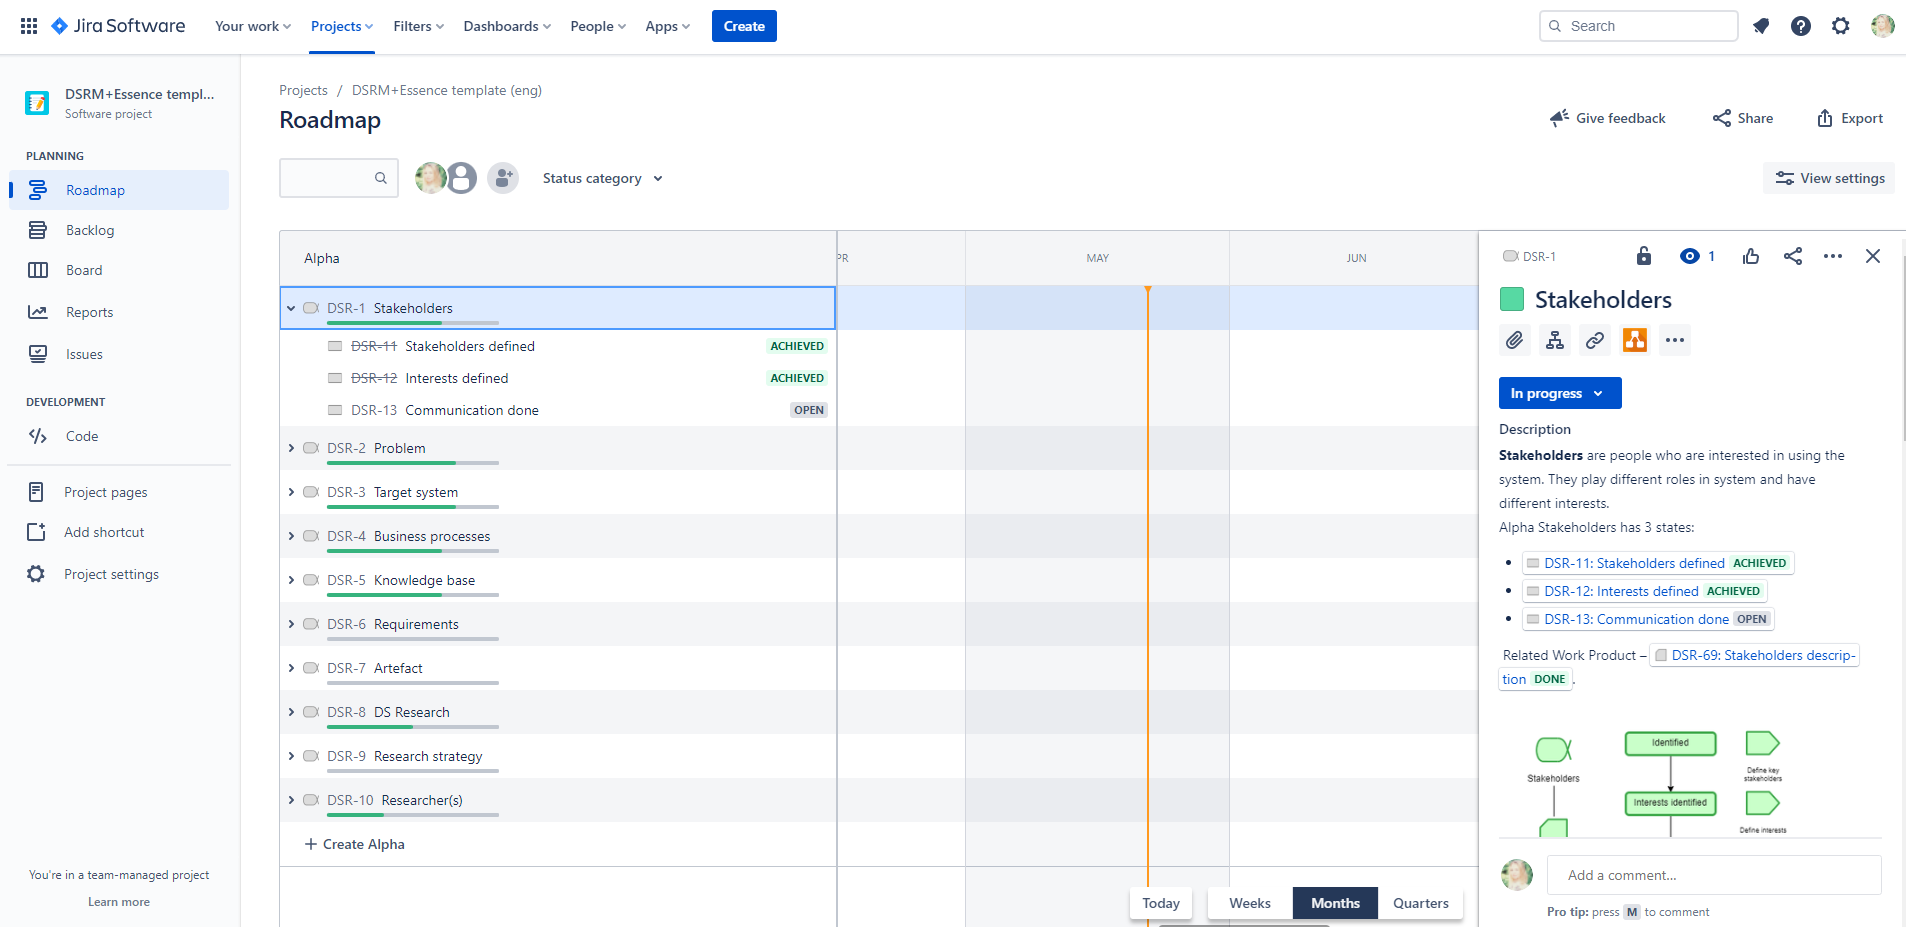 Jira Software
Your work
Projects
Filters
Dashboards
People
Apps
Create
Search
DSRM+Essence templ...
Software project
PLANNING
Roadmap
Backlog
Board
Reports
Issues
DEVELOPMENT
Code
Project pages
Add shortcut
Project settings
You're in a team-managed project
Learn more
Projects / DSRM+Essence template (eng)
Roadmap
Give feedback
Share
Export
Status category
View settings
Alpha
PR
MAY
JUN
DSR-1 Stakeholders
DSR-11 Stakeholders defined ACHIEVED
DSR-12 Interests defined ACHIEVED
DSR-13 Communication done OPEN
DSR-2 Problem
DSR-3 Target system
DSR-4 Business processes
DSR-5 Knowledge base
DSR-6 Requirements
DSR-7 Artefact
DSR-8 DS Research
DSR-9 Research strategy
DSR-10 Researcher(s)
+ Create Alpha
Today
Weeks
Months
Quarters
DSR-1
1
Stakeholders
In progress
Description
Stakeholders are people who are interested in using the
system. They play different roles in system and have
different interests.
Alpha Stakeholders has 3 states:
• DSR-11: Stakeholders defined ACHIEVED
• DSR-12: Interests defined ACHIEVED
• DSR-13: Communication done OPEN
Related Work Product – DSR-69: Stakeholders descrip-
tion DONE .
Stakeholders
Identified
Define key
stakeholders
Interests identified
Define interests
Add a comment...
Pro tip: press M to comment